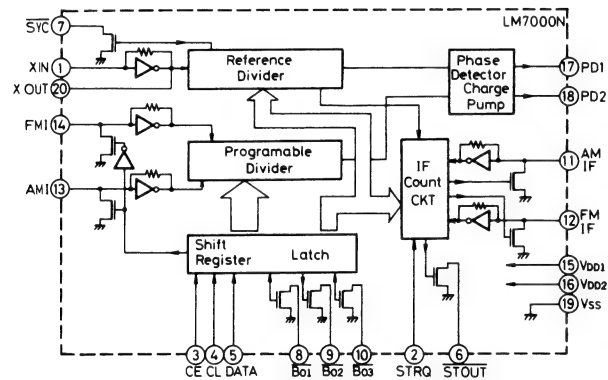 SYC 7
LM7000N
X IN 1
X OUT 20
Reference
Divider
Phase
Detector
Charge
Pump
17 PD1
18 PD2
FMI 14
Programable
Divider
IF
Count
CKT
11 AM
IF
AMI 13
12 FM
IF
Shift
Register
Latch
15 VDD1
16 VDD2
19 VSS
3 4 5 8 9 10 2 6
CE CL DATA BO1 BO2 BO3 STRQ STOUT